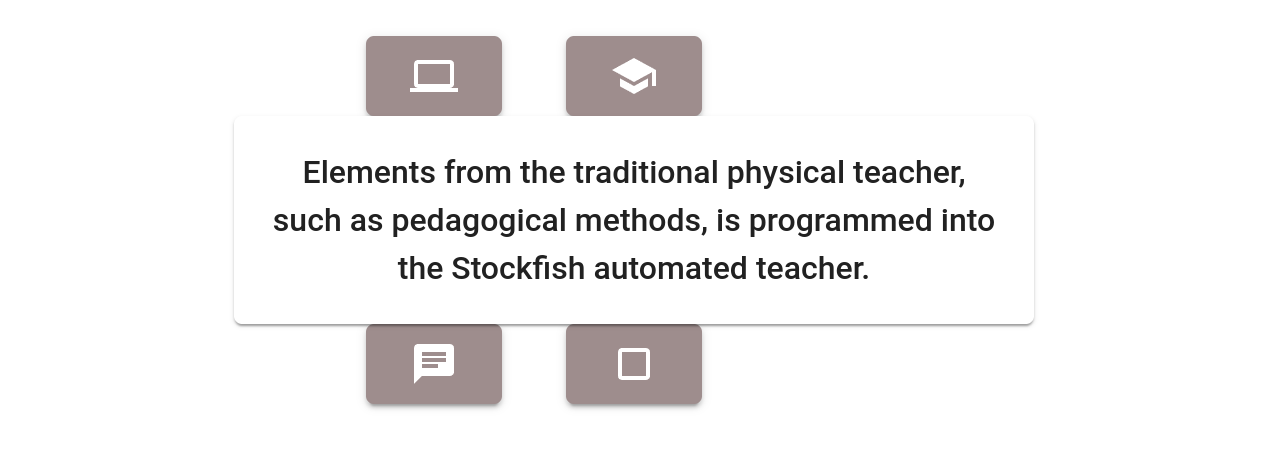 Elements from the traditional physical teacher,
such as pedagogical methods, is programmed into
the Stockfish automated teacher.